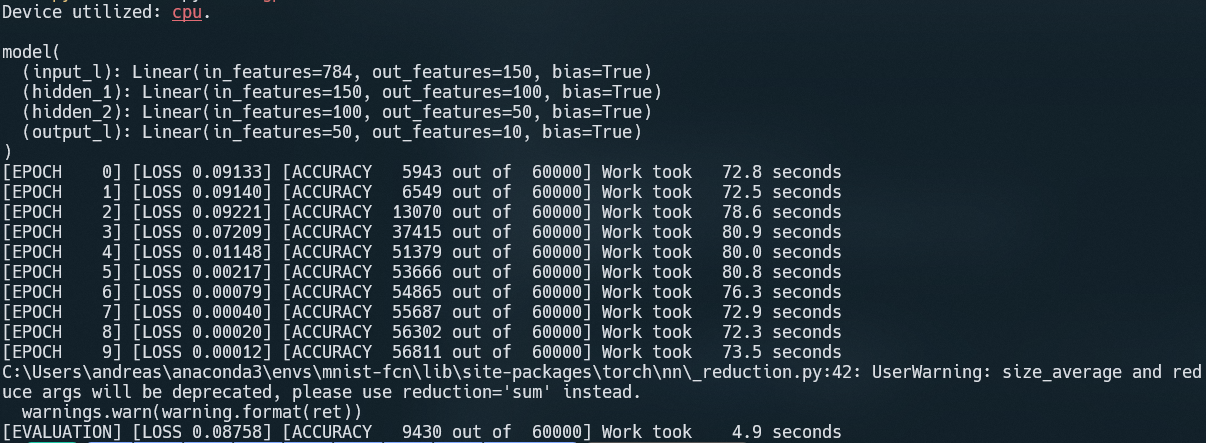 Device utilized: cpu.
model(
  (input_l): Linear(in_features=784, out_features=150, bias=True)
  (hidden_1): Linear(in_features=150, out_features=100, bias=True)
  (hidden_2): Linear(in_features=100, out_features=50, bias=True)
  (output_l): Linear(in_features=50, out_features=10, bias=True)
)
[EPOCH    0] [LOSS 0.09133] [ACCURACY   5943 out of  60000] Work took   72.8 seconds
[EPOCH    1] [LOSS 0.09140] [ACCURACY   6549 out of  60000] Work took   72.5 seconds
[EPOCH    2] [LOSS 0.09221] [ACCURACY  13070 out of  60000] Work took   78.6 seconds
[EPOCH    3] [LOSS 0.07209] [ACCURACY  37415 out of  60000] Work took   80.9 seconds
[EPOCH    4] [LOSS 0.01148] [ACCURACY  51379 out of  60000] Work took   80.0 seconds
[EPOCH    5] [LOSS 0.00217] [ACCURACY  53666 out of  60000] Work took   80.8 seconds
[EPOCH    6] [LOSS 0.00079] [ACCURACY  54865 out of  60000] Work took   76.3 seconds
[EPOCH    7] [LOSS 0.00040] [ACCURACY  55687 out of  60000] Work took   72.9 seconds
[EPOCH    8] [LOSS 0.00020] [ACCURACY  56302 out of  60000] Work took   72.3 seconds
[EPOCH    9] [LOSS 0.00012] [ACCURACY  56811 out of  60000] Work took   73.5 seconds
C:\Users\andreas\anaconda3\envs\mnist-fcn\lib\site-packages\torch\nn\_reduction.py:42: UserWarning: size_average and red
uce args will be deprecated, please use reduction='sum' instead.
  warnings.warn(warning.format(ret))
[EVALUATION] [LOSS 0.08758] [ACCURACY   9430 out of  60000] Work took    4.9 seconds